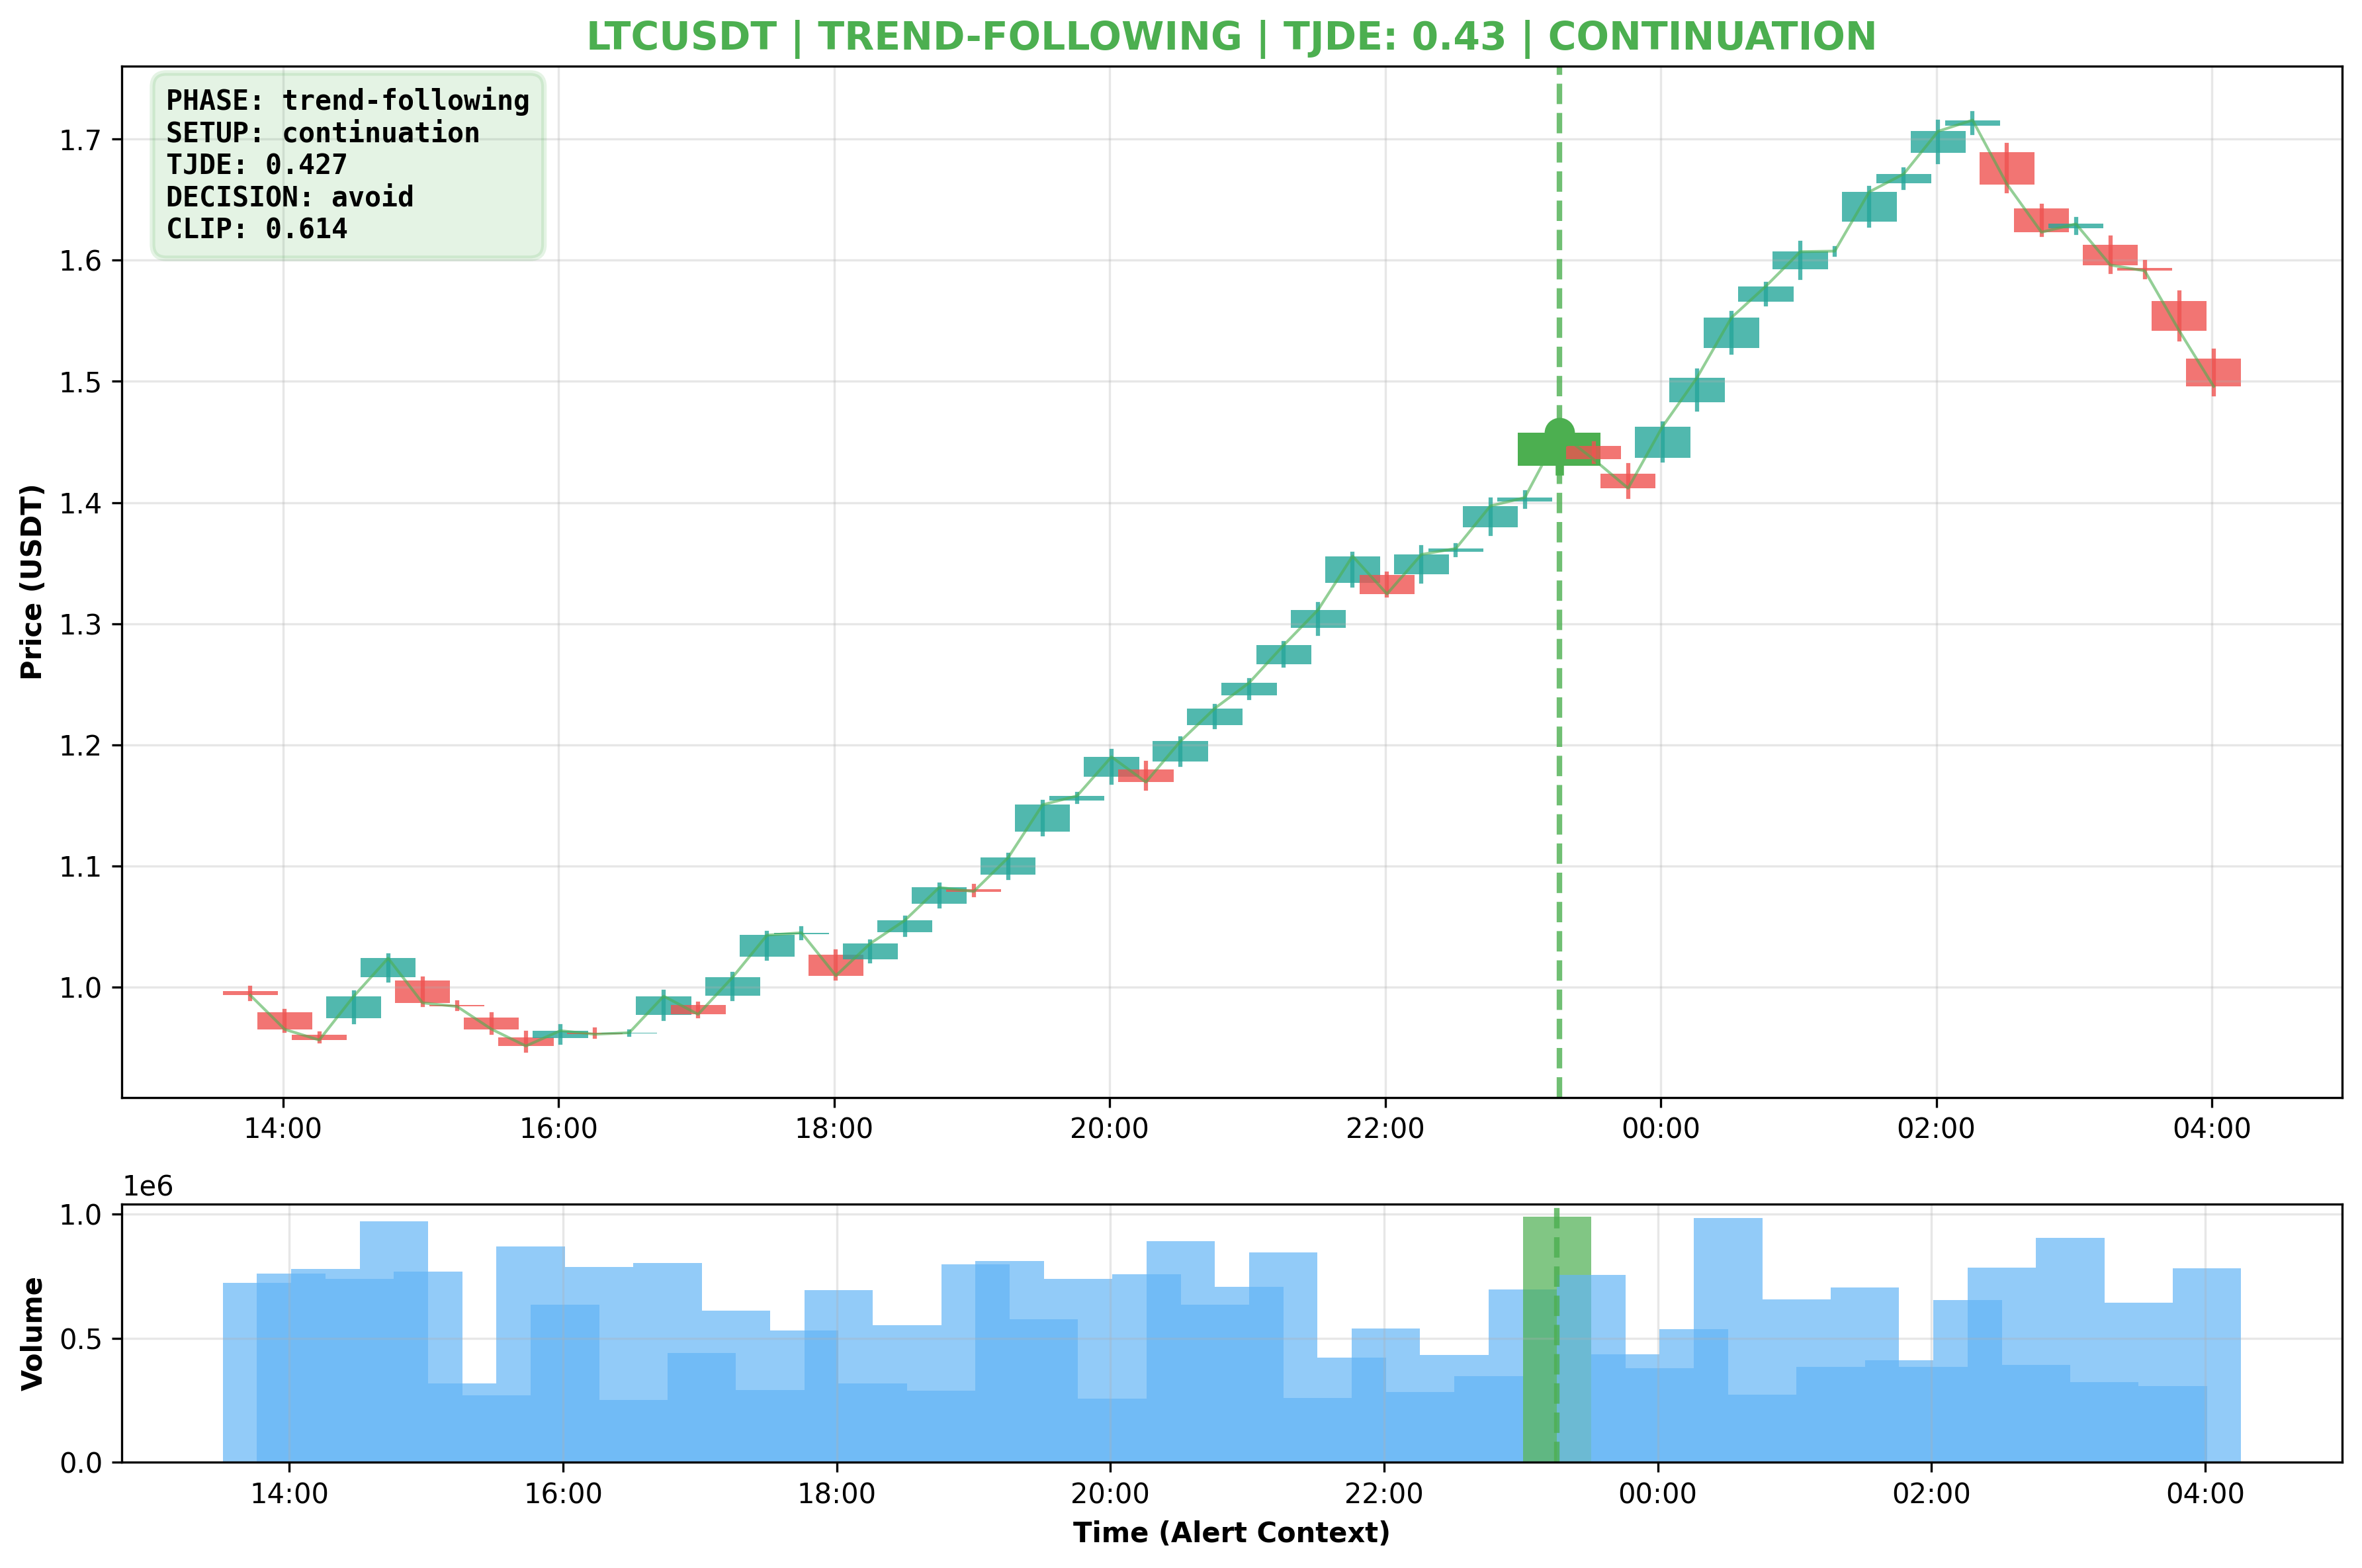 LTCUSDT | TREND-FOLLOWING | TJDE: 0.43 | CONTINUATION
PHASE: trend-following
SETUP: continuation
TJDE: 0.427
DECISION: avoid
CLIP: 0.614
Price (USDT)
1.7
1.6
1.5
1.4
1.3
1.2
1.1
1.0
14:00 16:00 18:00 20:00 22:00 00:00 02:00 04:00
1e6
Volume
1.0
0.5
0.0
14:00 16:00 18:00 20:00 22:00 00:00 02:00 04:00
Time (Alert Context)